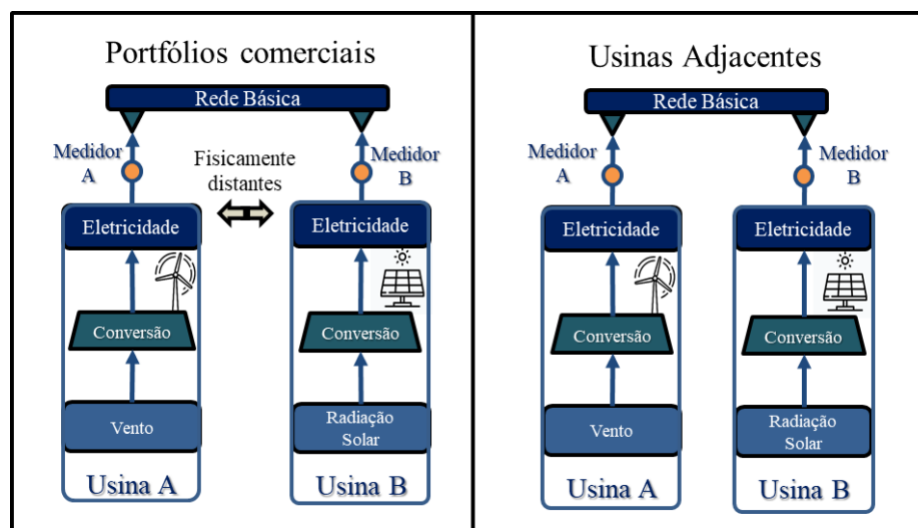 Portfólios comerciais
Rede Básica
Medidor
A
Fisicamente
distantes
Medidor
B
Eletricidade
Eletricidade
Conversão
Conversão
Vento
Radiação
Solar
Usina A
Usina B
Usinas Adjacentes
Rede Básica
Medidor
A
Medidor
B
Eletricidade
Eletricidade
Conversão
Conversão
Vento
Radiação
Solar
Usina A
Usina B